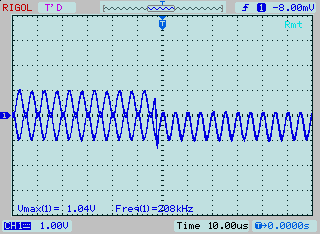 RIGOL T'D 1 -8.00mV
T
Rmt
1
Vmax(1)= 1.04V Freq(1)=208kHz
CH1 1.00V Time 10.00us T→0.0000s